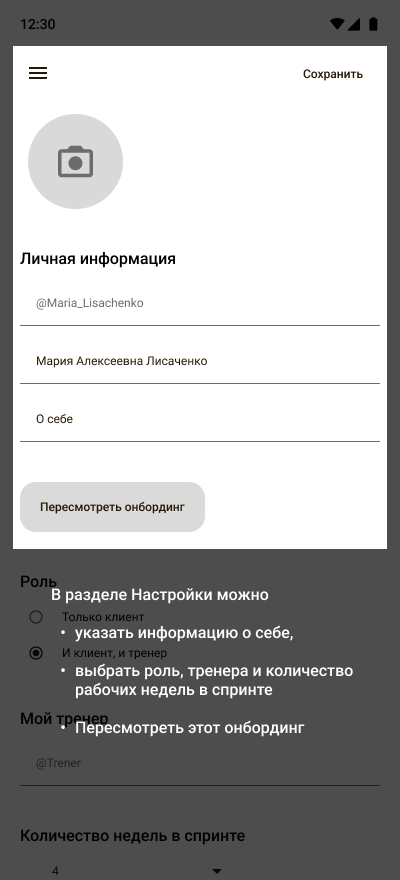 12:30
Сохранить
Личная информация
@Maria_Lisachenko
Мария Алексеевна Лисаченко
О себе
Пересмотреть онбординг
Роль
В разделе Настройки можно
Только клиент
• указать информацию о себе,
И клиент, и тренер
• выбрать роль, тренера и количество
рабочих недель в спринте
Мой тренер
• Пересмотреть этот онбординг
@Trener
Количество недель в спринте
4